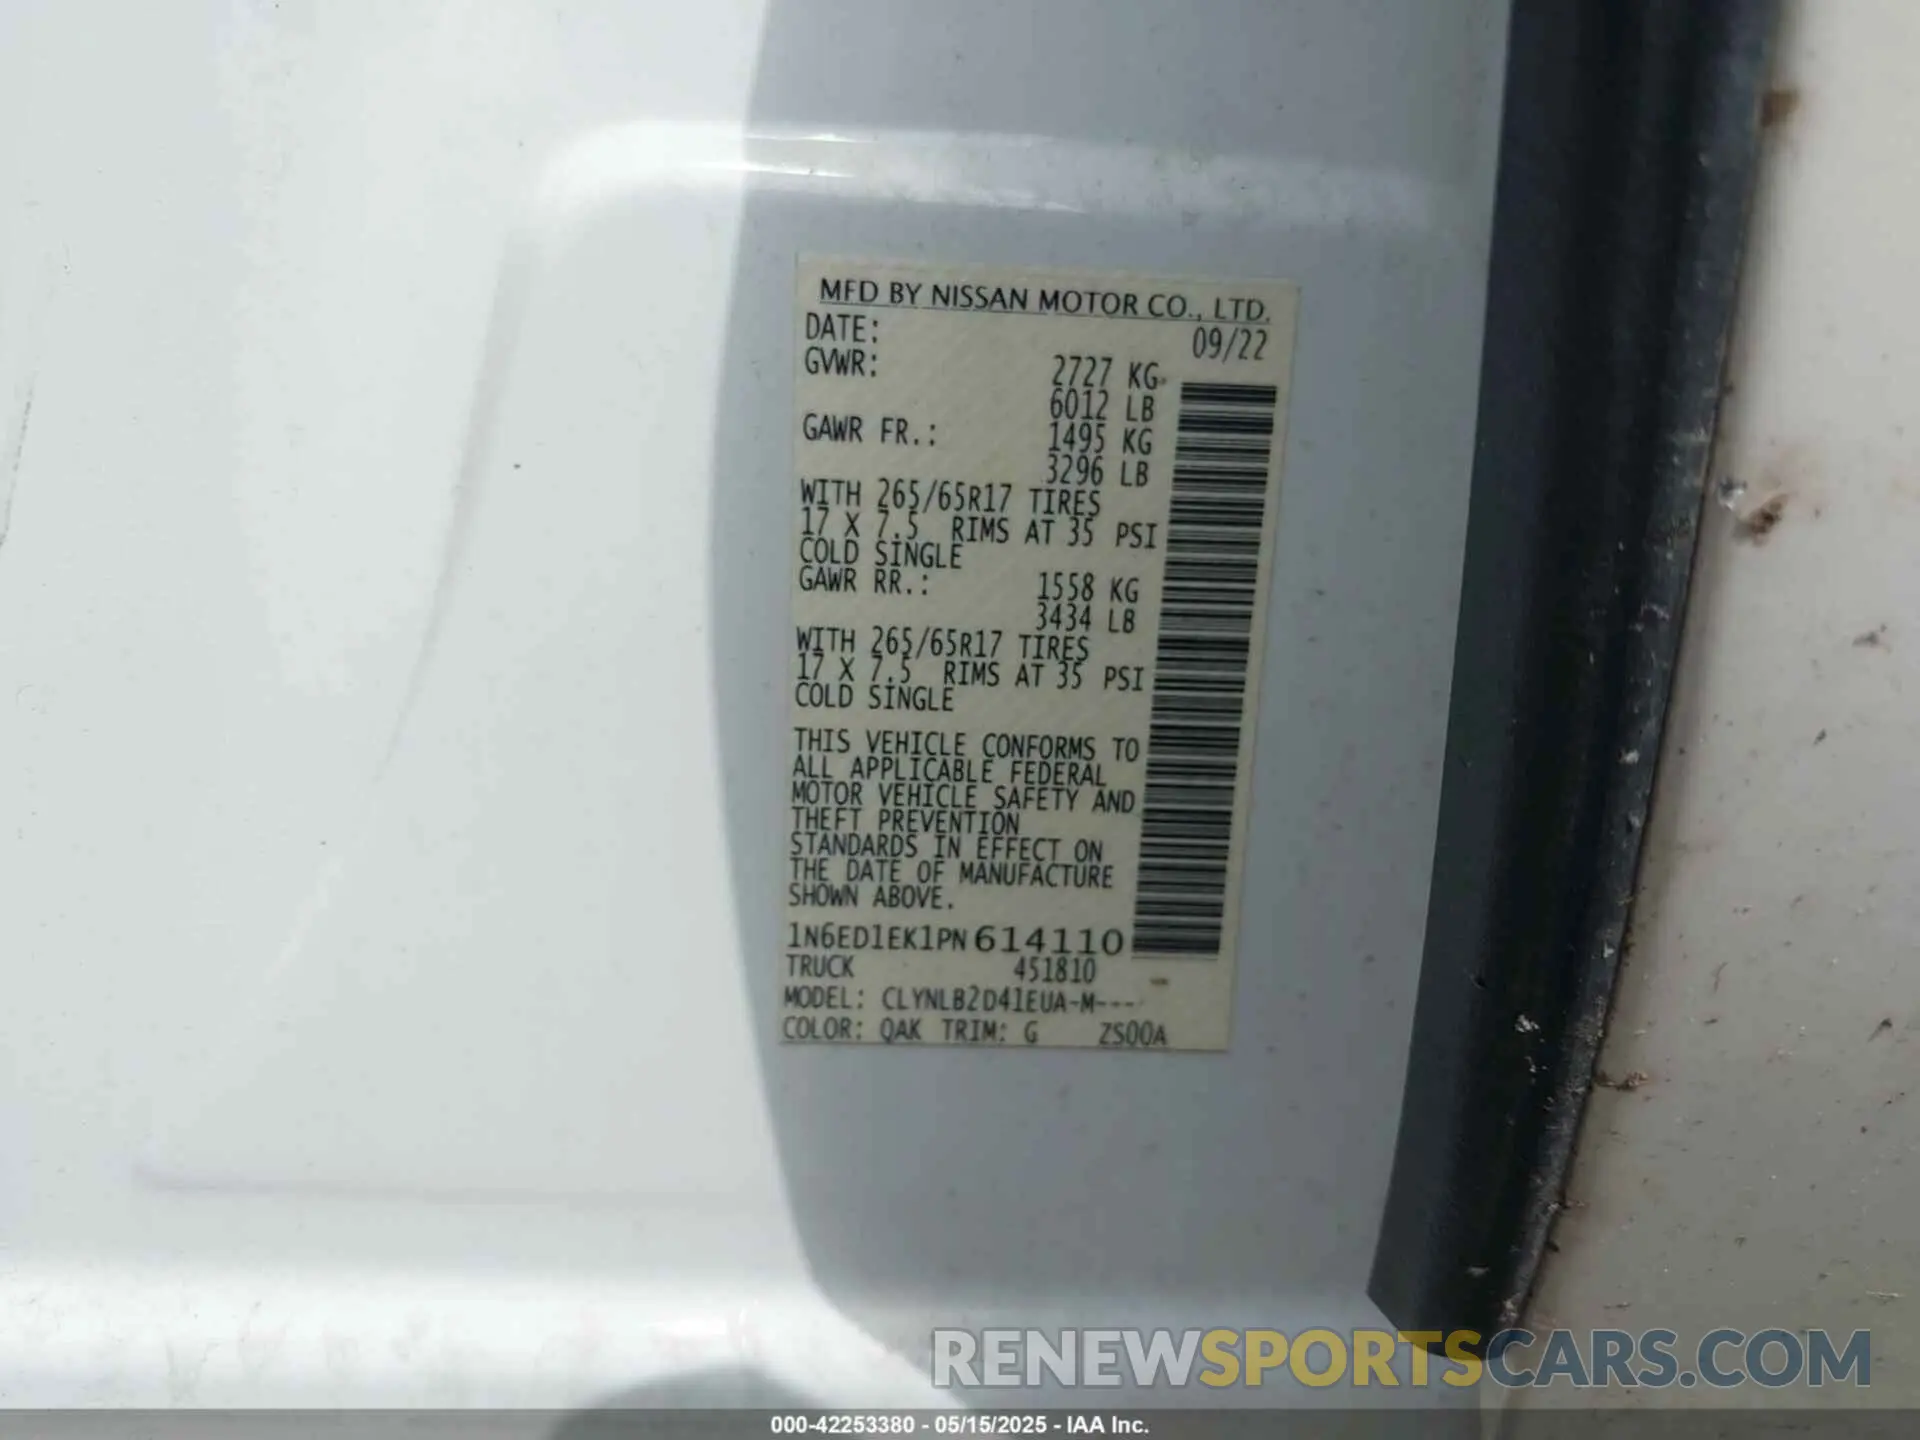 MFD BY NISSAN MOTOR CO., LTD.
DATE: 09/22
GVWR: 2727 KG
6012 LB
GAWR FR.: 1495 KG
3296 LB
WITH 265/65R17 TIRES
17 X 7.5 RIMS AT 35 PSI
COLD SINGLE
GAWR RR.: 1558 KG
3434 LB
WITH 265/65R17 TIRES
17 X 7.5 RIMS AT 35 PSI
COLD SINGLE
THIS VEHICLE CONFORMS TO
ALL APPLICABLE FEDERAL
MOTOR VEHICLE SAFETY AND
THEFT PREVENTION
STANDARDS IN EFFECT ON
THE DATE OF MANUFACTURE
SHOWN ABOVE.
1N6ED1EK1PN614110
TRUCK 451810
MODEL: CLYNLB2D41EUA-M---
COLOR: QAK TRIM: G ZS00A
RENEWSPORTSCARS.COM
000-42253380 - 05/15/2025 - IAA Inc.